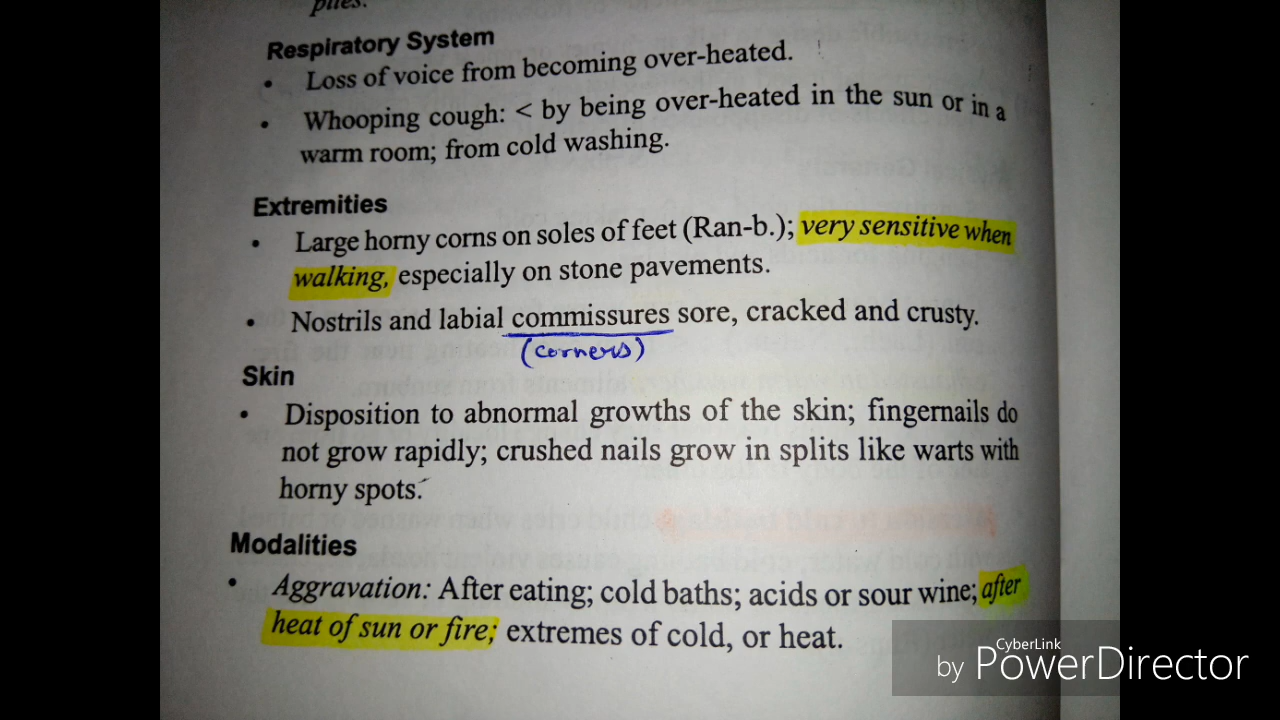 piles.
Respiratory System
• Loss of voice from becoming over-heated.
• Whooping cough: < by being over-heated in the sun or in a
warm room; from cold washing.
Extremities
• Large horny corns on soles of feet (Ran-b.); very sensitive when
walking, especially on stone pavements.
• Nostrils and labial commissures sore, cracked and crusty.
(corners)
Skin
• Disposition to abnormal growths of the skin; fingernails do
not grow rapidly; crushed nails grow in splits like warts with
horny spots.
Modalities
• Aggravation: After eating; cold baths; acids or sour wine; after
heat of sun or fire; extremes of cold, or heat.
CyberLink
by PowerDirector